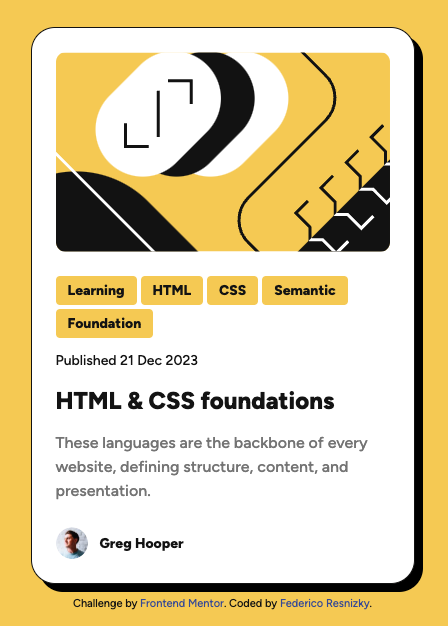 Learning HTML CSS Semantic
Foundation
Published 21 Dec 2023
HTML & CSS foundations
These languages are the backbone of every
website, defining structure, content, and
presentation.
Greg Hooper
Challenge by Frontend Mentor. Coded by Federico Resnizky.